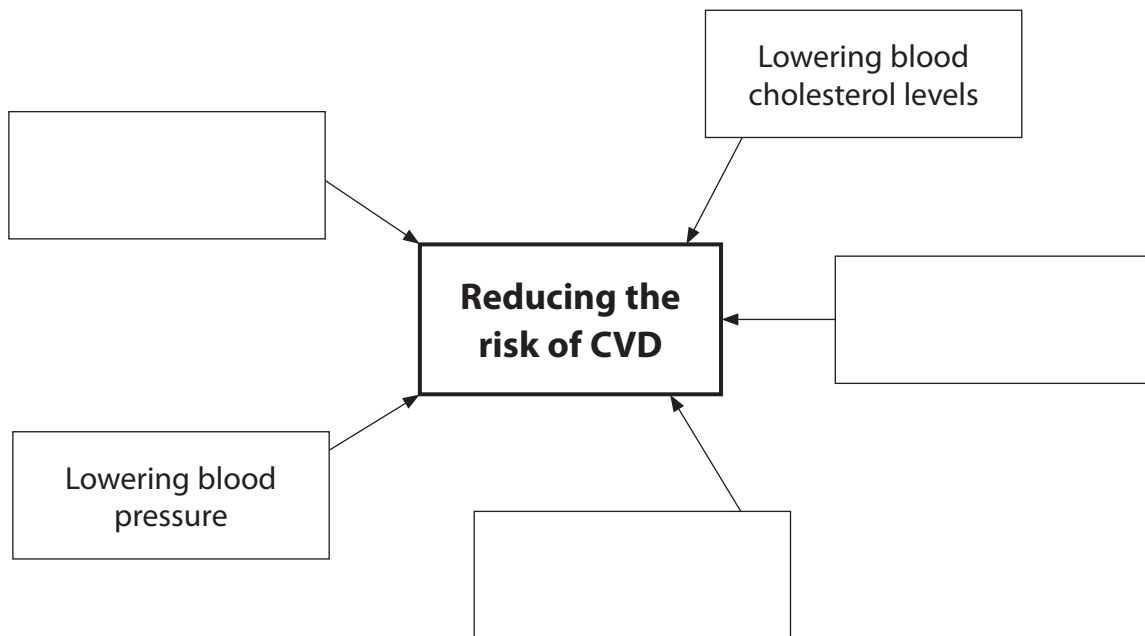 Lowering blood
cholesterol levels
Reducing the
risk of CVD
Lowering blood
pressure